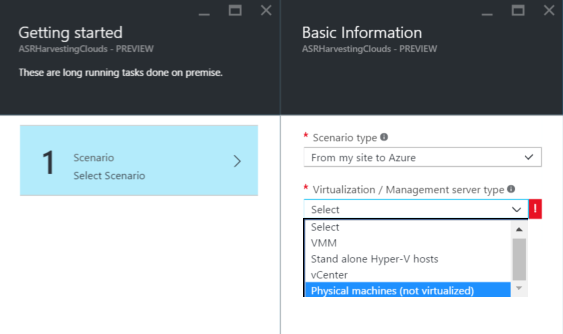 Getting started
ASRHarvestingClouds - PREVIEW
These are long running tasks done on premise.
1
Scenario
Select Scenario
Basic Information
ASRHarvestingClouds - PREVIEW
* Scenario type
From my site to Azure
* Virtualization / Management server type
Select
!
Select
VMM
Stand alone Hyper-V hosts
vCenter
Physical machines (not virtualized)